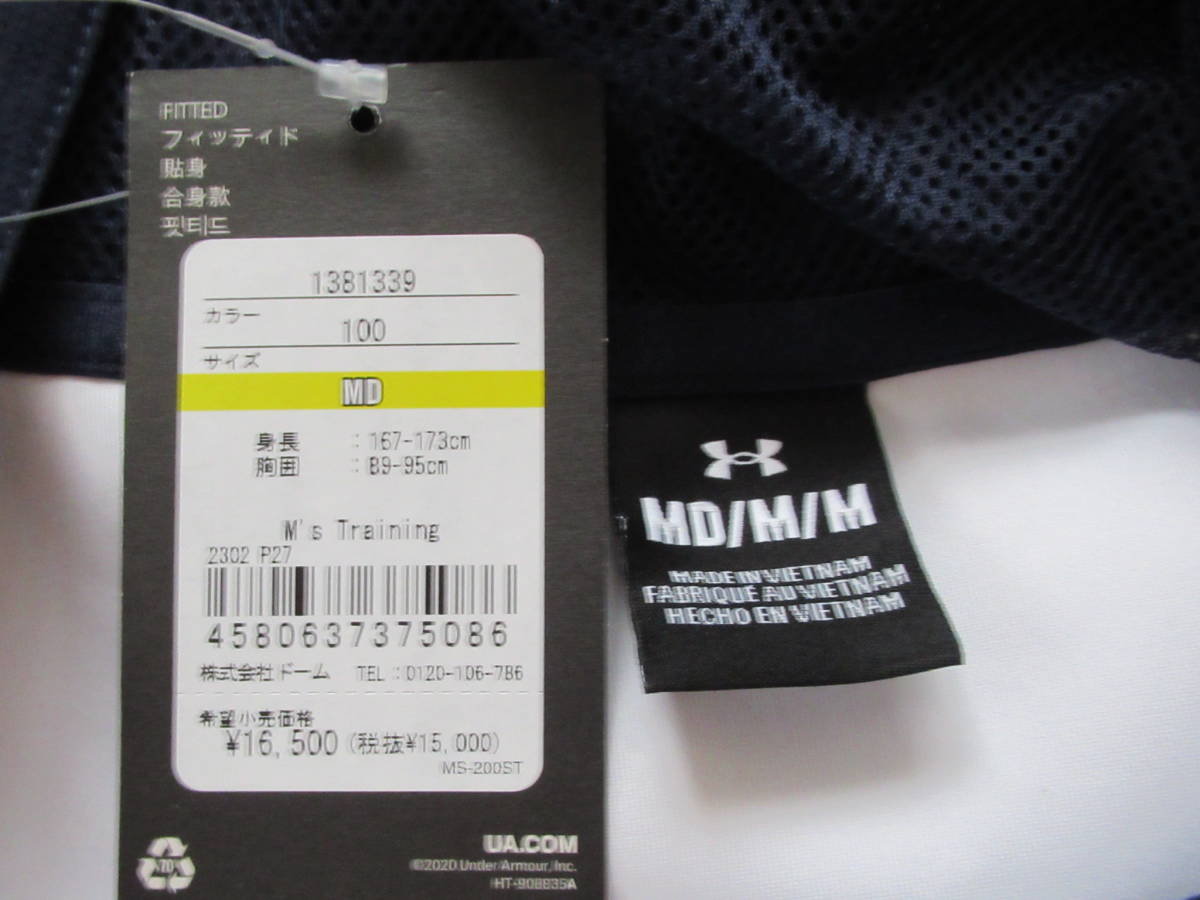 FITTED
フィッティド
貼身
合身款
핏티드
1381339
カラー
100
サイズ
MD
身長 : 167-173cm
胸囲 : 89-95cm
M's Training
2302 P27
4580637375086
株式会社ドーム TEL:0120-106-786
希望小売価格
¥16,500 (税抜¥15,000)
MS-200ST
70
UA.COM
©2020 Under Armour, Inc.
HT-908835A
MD/M/M
MADE IN VIETNAM
FABRIQUÉ AU VIETNAM
HECHO EN VIETNAM